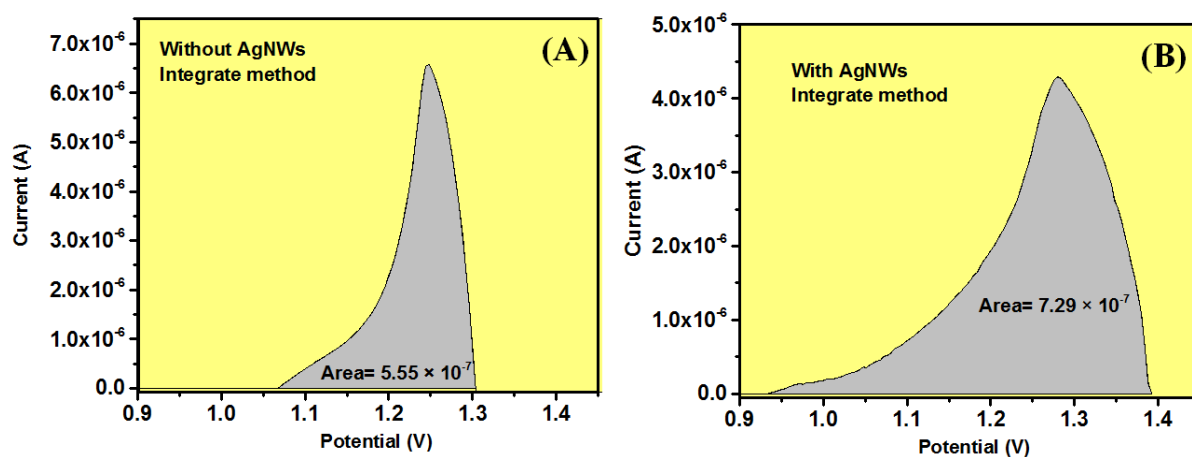 (A)
Without AgNWs
Integrate method
7.0x10⁻⁶
6.0x10⁻⁶
5.0x10⁻⁶
4.0x10⁻⁶
3.0x10⁻⁶
2.0x10⁻⁶
1.0x10⁻⁶
0.0
Current (A)
Area= 5.55 × 10⁻⁷
0.9 1.0 1.1 1.2 1.3 1.4
Potential (V)
(B)
With AgNWs
Integrate method
5.0x10⁻⁶
4.0x10⁻⁶
3.0x10⁻⁶
2.0x10⁻⁶
1.0x10⁻⁶
0.0
Current (A)
Area= 7.29 × 10⁻⁷
0.9 1.0 1.1 1.2 1.3 1.4
Potential (V)